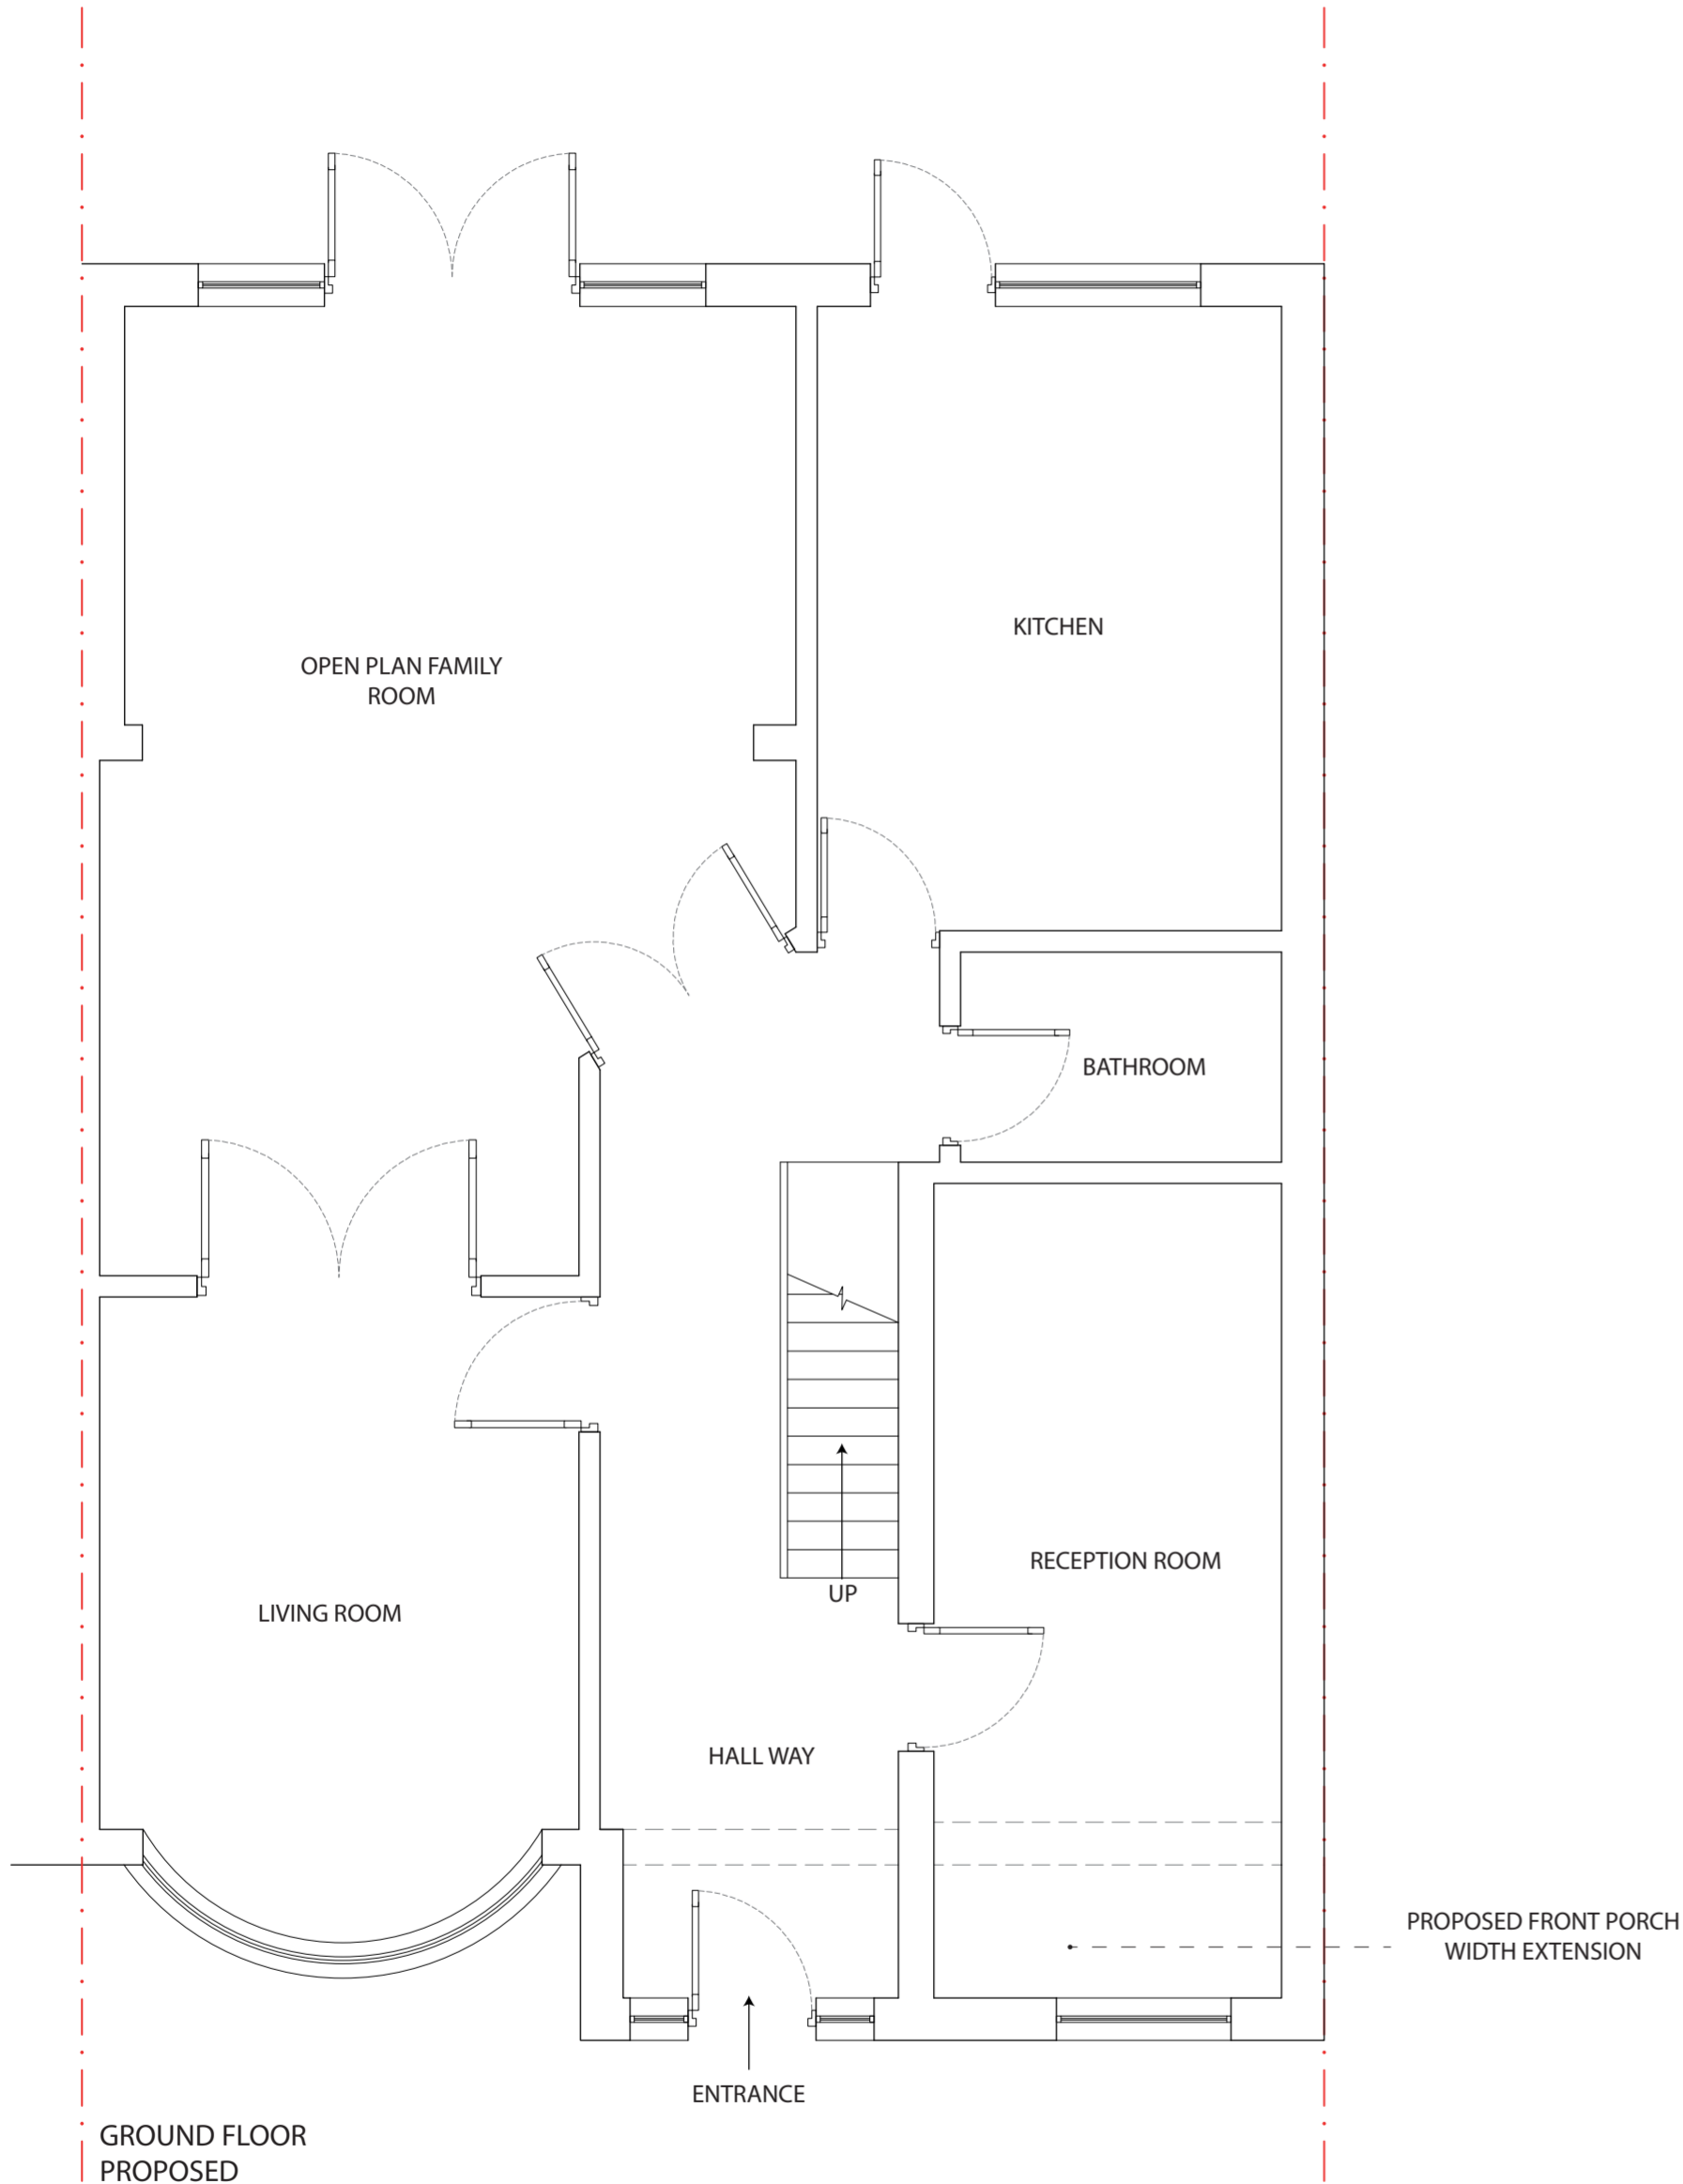 KITCHEN
OPEN PLAN FAMILY
ROOM
BATHROOM
RECEPTION ROOM
UP
LIVING ROOM
HALL WAY
PROPOSED FRONT PORCH
WIDTH EXTENSION
ENTRANCE
GROUND FLOOR
PROPOSED